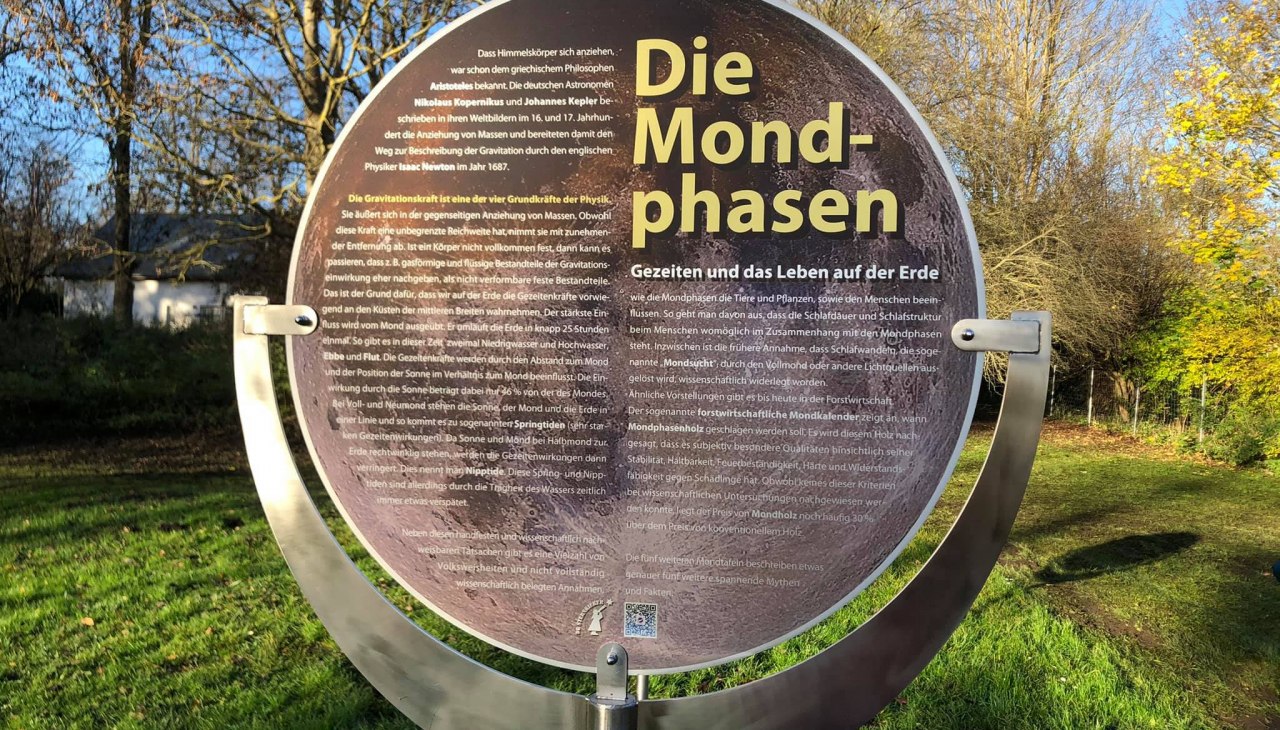 Die
Mond-
phasen
Gezeiten und das Leben auf der Erde
Dass Himmelskörper sich anziehen,
war schon dem griechischem Philosophen
Aristoteles bekannt. Die deutschen Astronomen
Nikolaus Kopernikus und Johannes Kepler be-
schrieben in ihren Weltbildern im 16. und 17. Jahrhun-
dert die Anziehung von Massen und bereiteten damit den
Weg zur Beschreibung der Gravitation durch den englischen
Physiker Isaac Newton im Jahr 1687.
Die Gravitationskraft ist eine der vier Grundkräfte der Physik.
Sie äußert sich in der gegenseitigen Anziehung von Massen. Obwohl
diese Kraft eine unbegrenzte Reichweite hat, nimmt sie mit zunehmen-
der Entfernung ab. Ist ein Körper nicht vollkommen fest, dann kann es
passieren, dass z. B. gasförmige und flüssige Bestandteile der Gravitations-
einwirkung eher nachgeben, als nicht verformbare feste Bestandteile.
Das ist der Grund dafür, dass wir auf der Erde die Gezeitenkräfte vorwie-
gend an den Küsten der mittleren Breiten wahrnehmen. Der stärkste Ein-
fluss wird vom Mond ausgeübt. Er umläuft die Erde in knapp 25 Stunden
einmal. So gibt es in dieser Zeit zweimal Niedrigwasser und Hochwasser,
Ebbe und Flut. Die Gezeitenkräfte werden durch den Abstand zum Mond
und der Position der Sonne im Verhältnis zum Mond beeinflusst. Die Ein-
wirkung durch die Sonne beträgt dabei nur 46 % von der des Mondes.
Bei Voll- und Neumond stehen die Sonne, der Mond und die Erde in
einer Linie und so kommt es zu sogenannten Springtiden (sehr star-
ken Gezeitenwirkungen). Da Sonne und Mond bei Halbmond zur
Erde rechtwinklig stehen, werden die Gezeitenwirkungen dann
verringert. Dies nennt man Nipptide. Diese Spring- und Nipp-
tiden sind allerdings durch die Trägheit des Wassers zeitlich
immer etwas verspätet.
Neben diesen handfesten und wissenschaftlich nach-
weisbaren Tatsachen gibt es eine Vielzahl von
Volksweisheiten und nicht vollständig
wissenschaftlich belegten Annahmen,
wie die Mondphasen die Tiere und Pflanzen, sowie den Menschen beein-
flussen. So geht man davon aus, dass die Schlafdauer und Schlafstruktur
beim Menschen womöglich im Zusammenhang mit den Mondphasen
steht. Inzwischen ist die frühere Annahme, dass Schlafwandeln, die soge-
nannte „Mondsucht“, durch den Vollmond oder andere Lichtquellen aus-
gelöst wird, wissenschaftlich widerlegt worden.
Ähnliche Vorstellungen gibt es bis heute in der Forstwirtschaft.
Der sogenannte forstwirtschaftliche Mondkalender zeigt an, wann
Mondphasenholz geschlagen werden soll. Es wird diesem Holz nach-
gesagt, dass es subjektiv besondere Qualitäten hinsichtlich seiner
Stabilität, Haltbarkeit, Feuerbeständigkeit, Härte und Widerstands-
fähigkeit gegen Schädlinge hat. Obwohl keines dieser Kriterien
bei wissenschaftlichen Untersuchungen nachgewiesen wer-
den konnte, liegt der Preis von Mondholz noch häufig 30 %
über dem Preis von konventionellem Holz.
Die fünf weiteren Mondtafeln beschreiben etwas
genauer fünf weitere spannende Mythen
und Fakten.